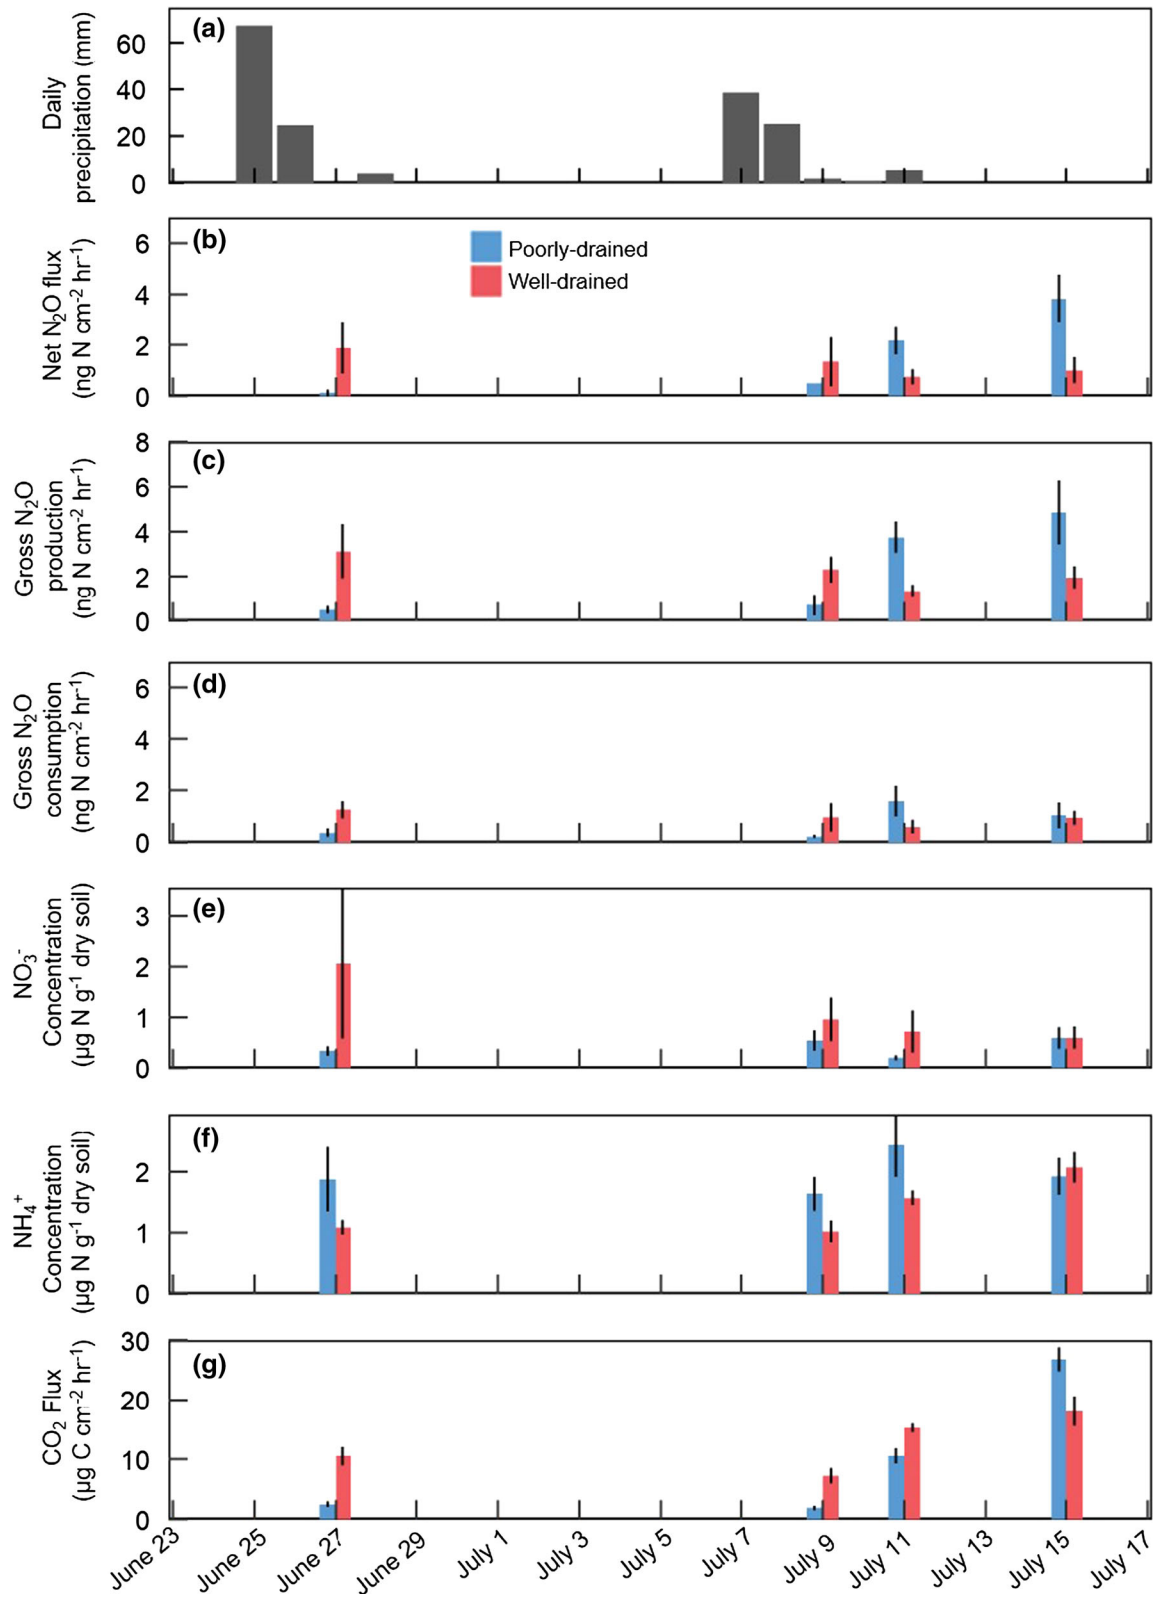 (a)
Daily
precipitation (mm)
60
40
20
0
(b)
Poorly-drained
Well-drained
Net N₂O flux
(ng N cm⁻² hr⁻¹)
6
4
2
0
(c)
Gross N₂O
production
(ng N cm⁻² hr⁻¹)
8
6
4
2
0
(d)
Gross N₂O
consumption
(ng N cm⁻² hr⁻¹)
6
4
2
0
(e)
NO₃⁻
Concentration
(µg N g⁻¹ dry soil)
3
2
1
0
(f)
NH₄⁺
Concentration
(µg N g⁻¹ dry soil)
2
1
0
(g)
CO₂ Flux
(µg C cm⁻² hr⁻¹)
30
20
10
0
June 23
June 25
June 27
June 29
July 1
July 3
July 5
July 7
July 9
July 11
July 13
July 15
July 17